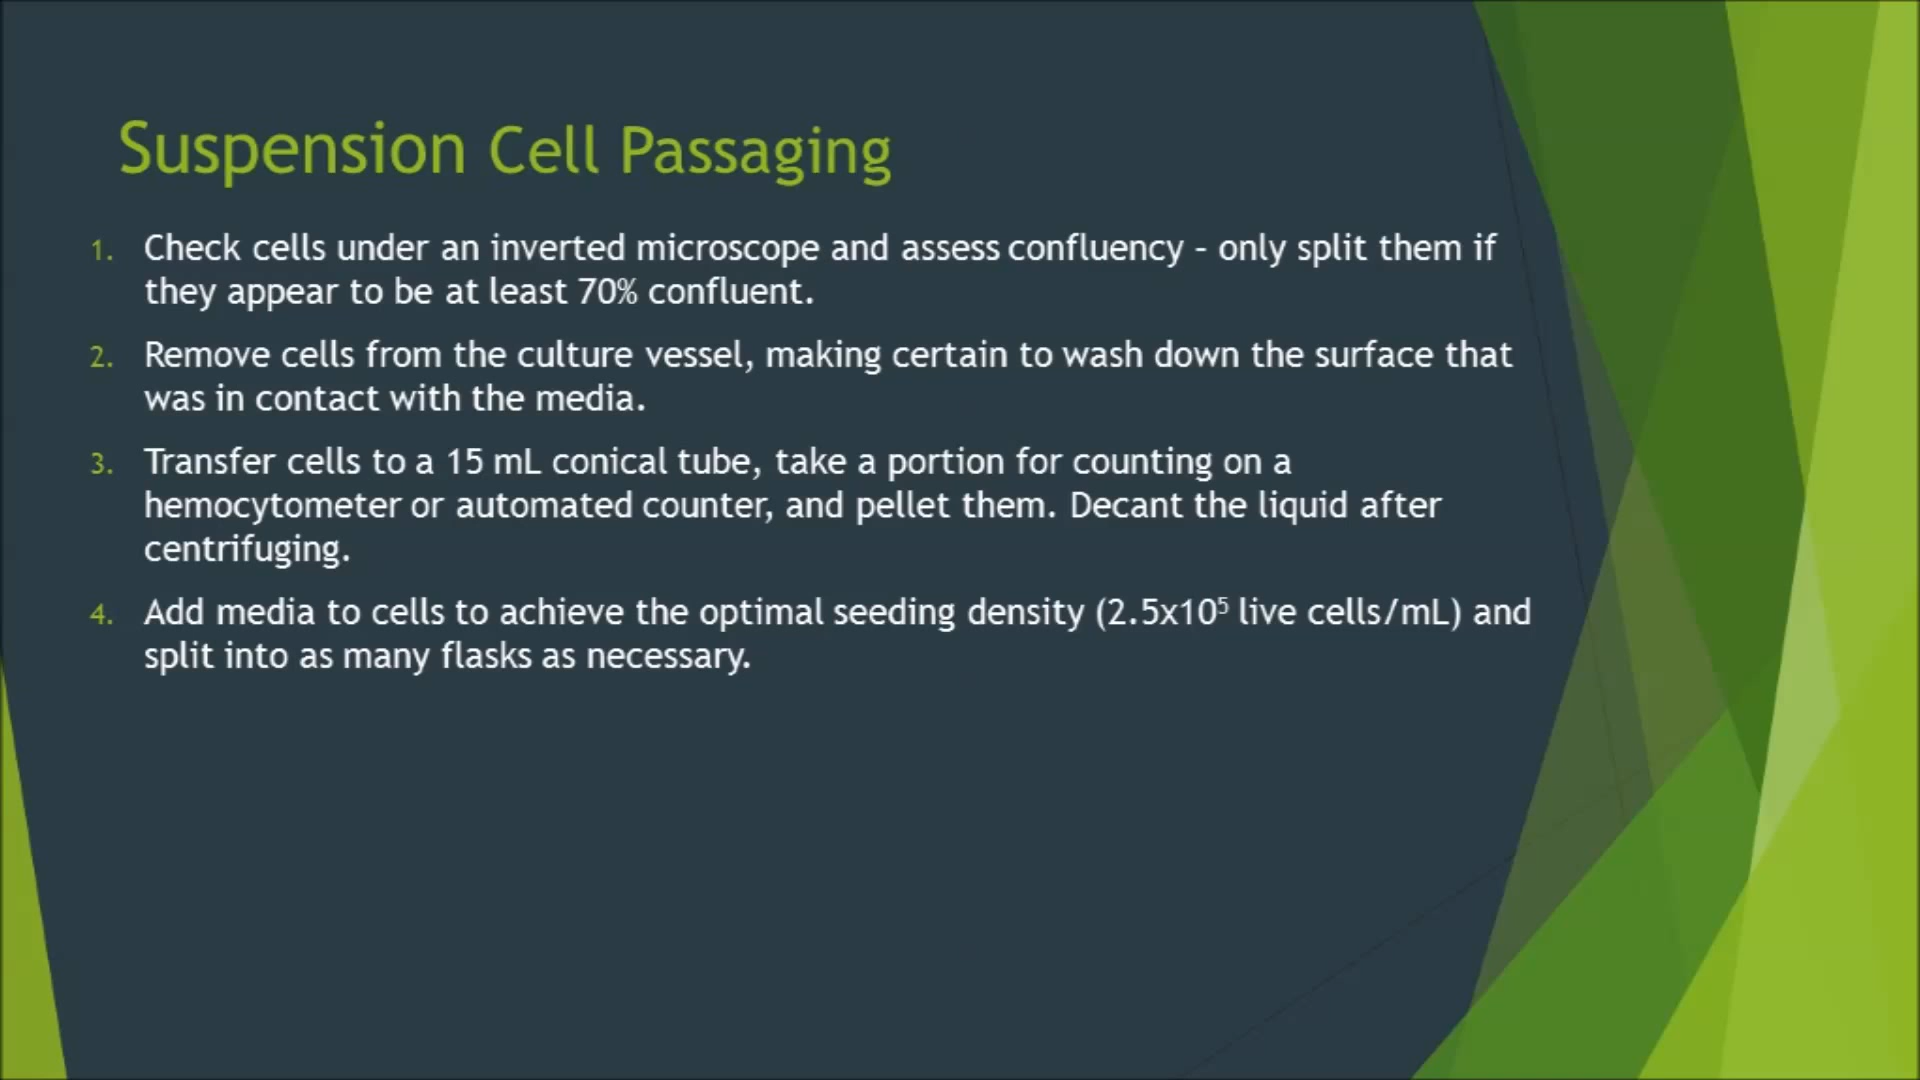 Suspension Cell Passaging
1. Check cells under an inverted microscope and assess confluency – only split them if
they appear to be at least 70% confluent.
2. Remove cells from the culture vessel, making certain to wash down the surface that
was in contact with the media.
3. Transfer cells to a 15 mL conical tube, take a portion for counting on a
hemocytometer or automated counter, and pellet them. Decant the liquid after
centrifuging.
4. Add media to cells to achieve the optimal seeding density (2.5x10⁵ live cells/mL) and
split into as many flasks as necessary.